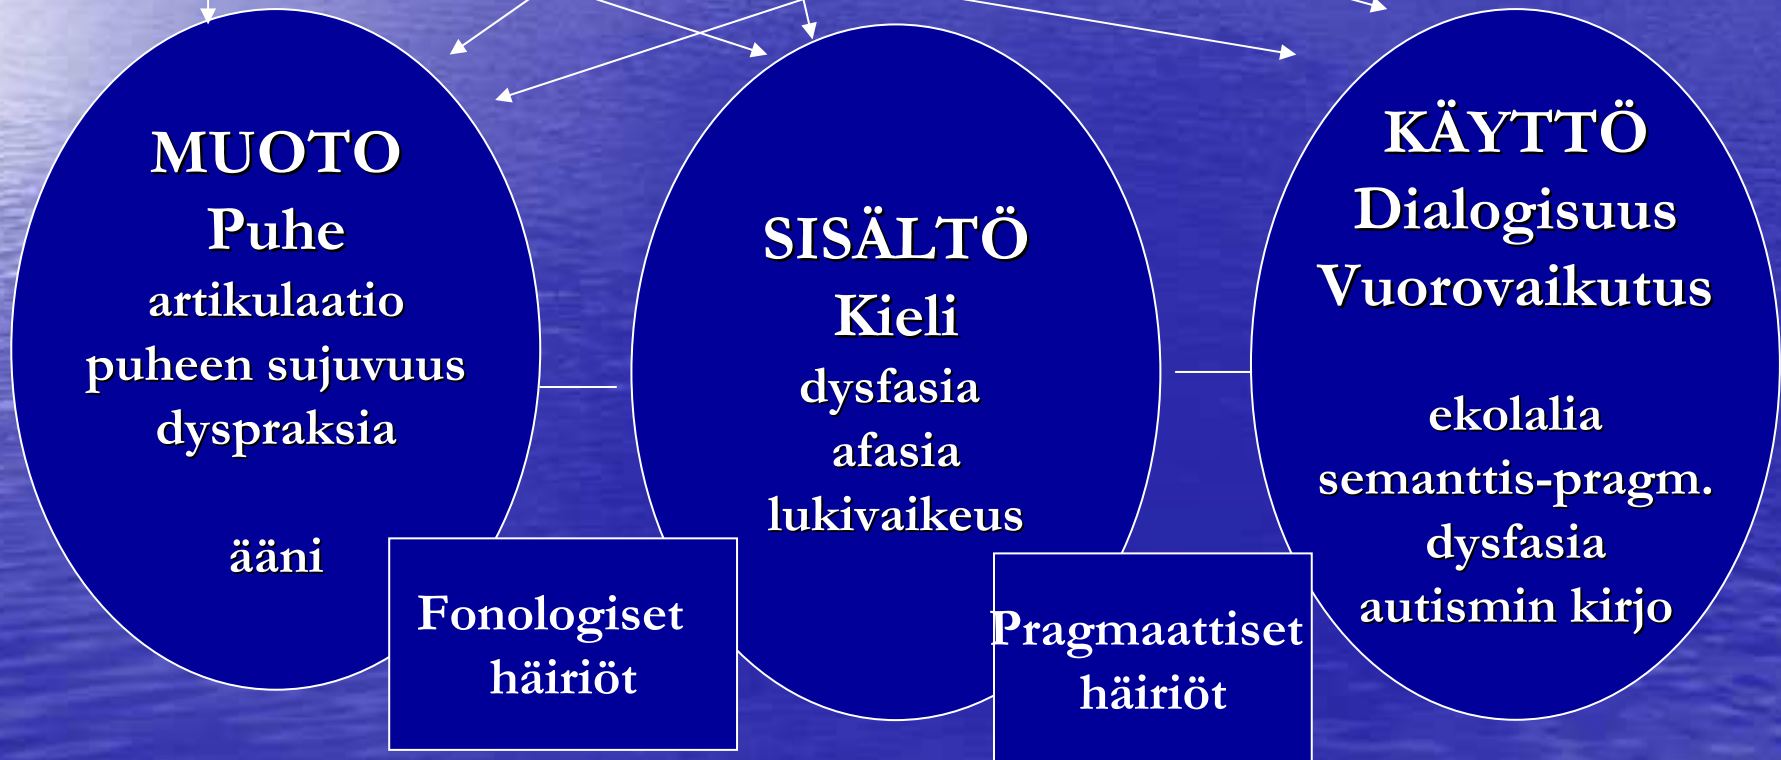 MUOTO
Puhe
artikulaatio
puheen sujuvuus
dyspraksia
ääni
Fonologiset
häiriöt
SISÄLTÖ
Kieli
dysfasia
afasia
lukivaikeus
Pragmaattiset
häiriöt
KÄYTTÖ
Dialogisuus
Vuorovaikutus
ekolalia
semanttis-pragm.
dysfasia
autismin kirjo